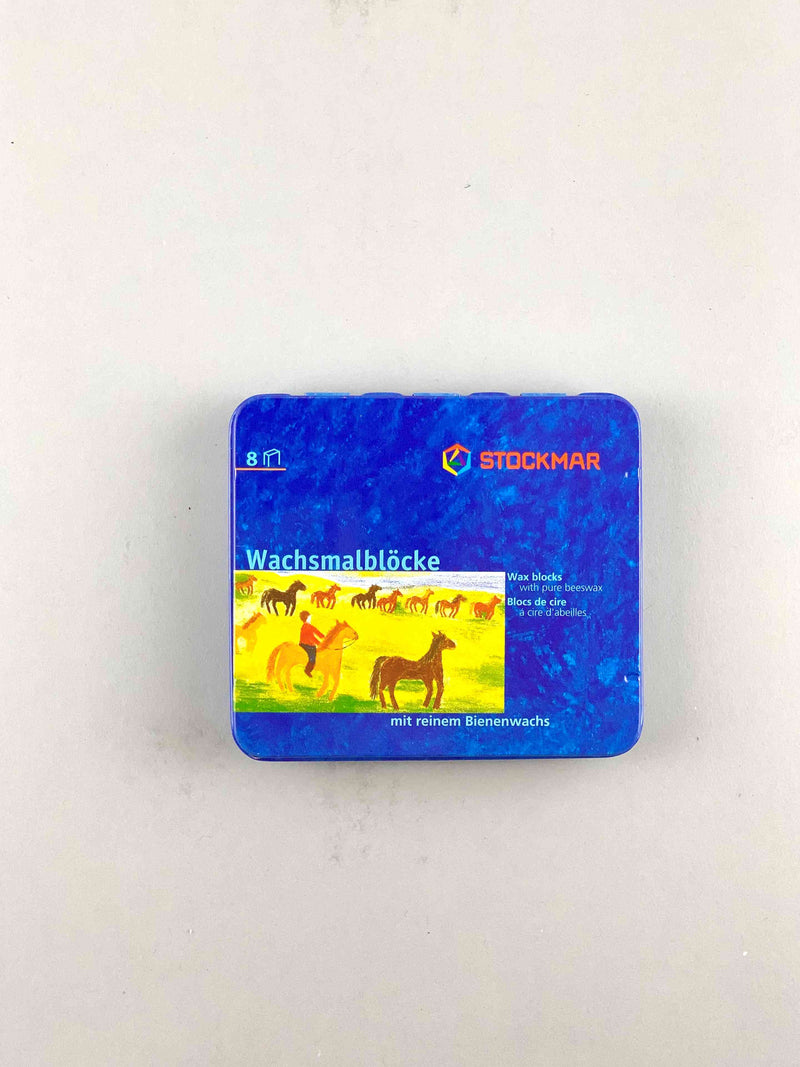 8
STOCKMAR
Wachsmalblöcke
Wax blocks
with pure beeswax
Blocs de cire
à cire d'abeilles
mit reinem Bienenwachs